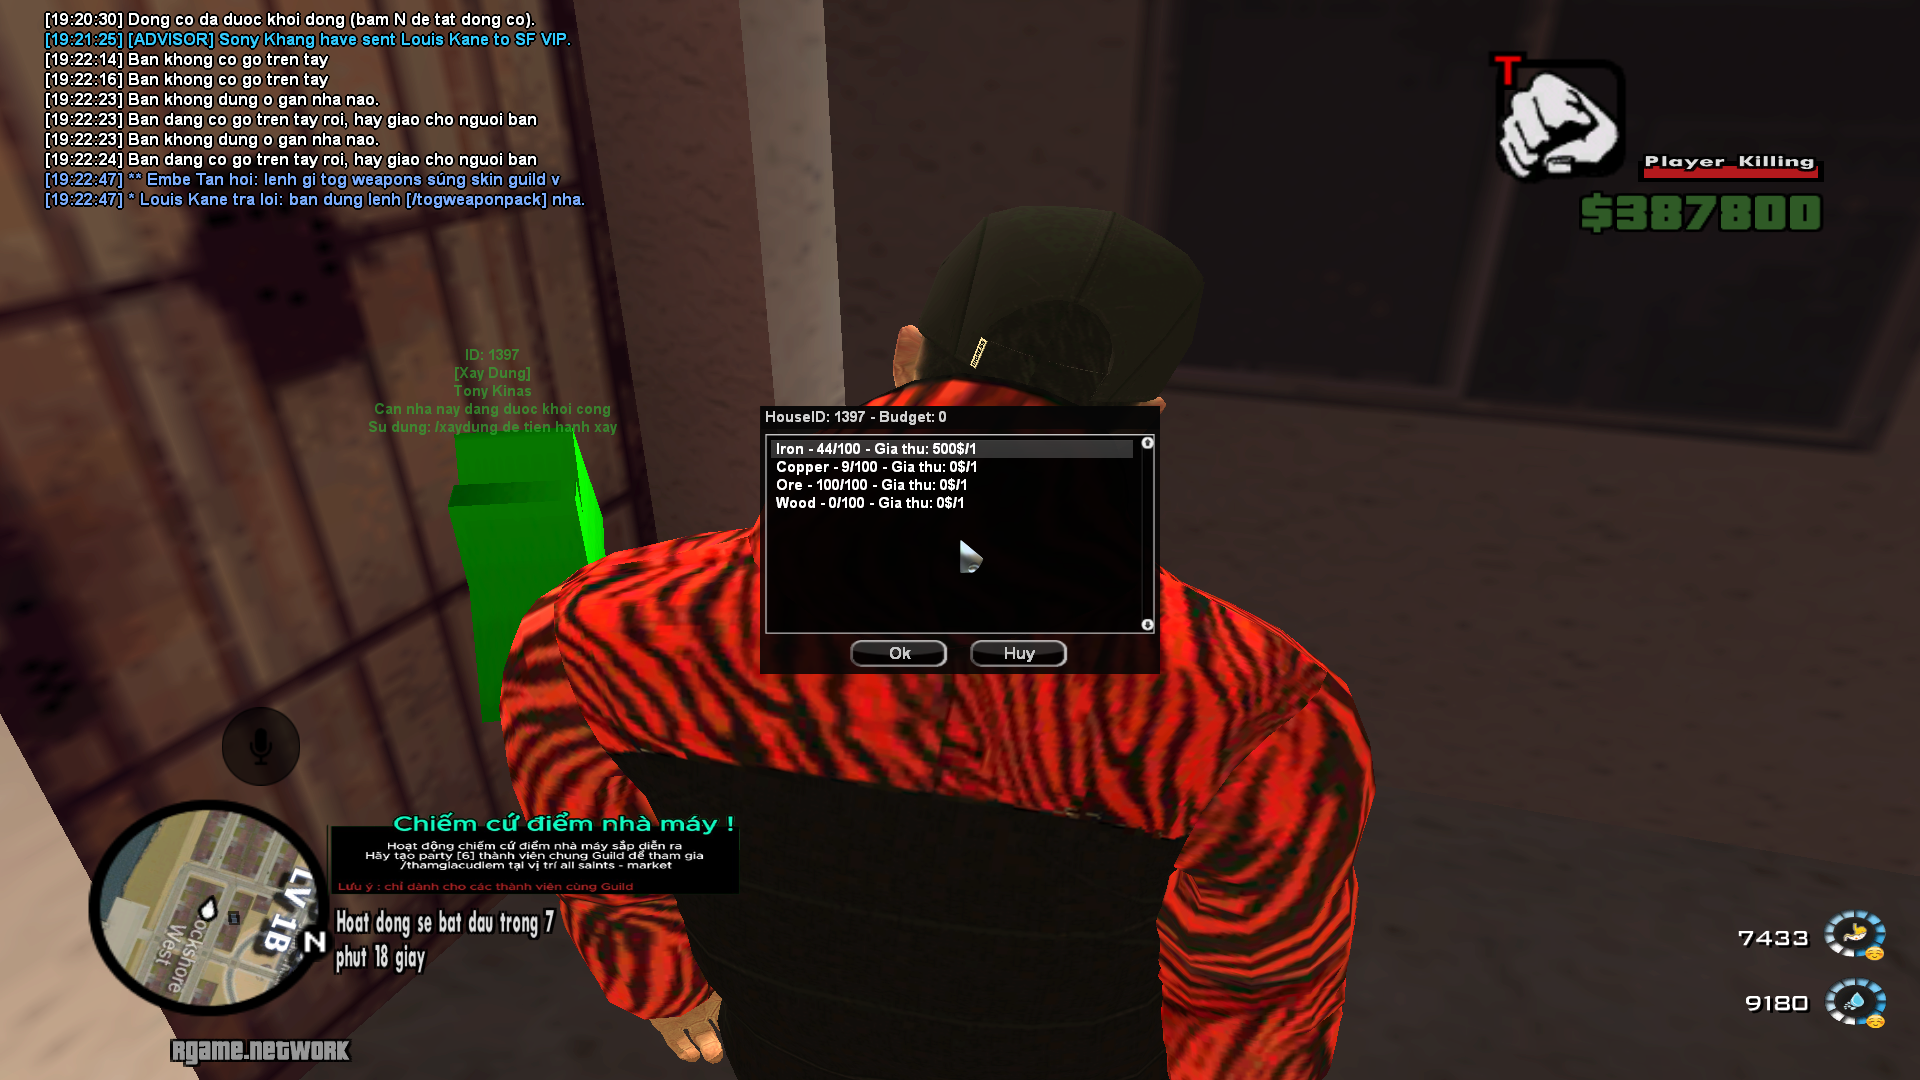 [19:20:30] Dong co da duoc khoi dong (bam N de tat dong co).
[19:21:25] [ADVISOR] Sony Khang have sent Louis Kane to SF VIP.
[19:22:14] Ban khong co go tren tay
[19:22:16] Ban khong co go tren tay
[19:22:23] Ban khong dung o gan nha nao.
[19:22:23] Ban dang co go tren tay roi, hay giao cho nguoi ban
[19:22:23] Ban khong dung o gan nha nao.
[19:22:24] Ban dang co go tren tay roi, hay giao cho nguoi ban
[19:22:47] ** Embe Tan hoi: lenh gi tog weapons súng skin guild v
[19:22:47] * Louis Kane tra loi: ban dung lenh [/togweaponpack] nha.
T
Player Killing
$387800
ID: 1397
[Xay Dung]
Tony Kinas
Can nha nay dang duoc khoi cong
Su dung: /xaydung de tien hanh xay
HouseID: 1397 - Budget: 0
Iron - 44/100 - Gia thu: 500$/1
Copper - 9/100 - Gia thu: 0$/1
Ore - 100/100 - Gia thu: 0$/1
Wood - 0/100 - Gia thu: 0$/1
Ok
Huy
Chiếm cứ điểm nhà máy !
Hoạt động chiếm cứ điểm nhà máy sắp diễn ra
Hãy tạo party [6] thành viên chung Guild để tham gia
/thamgiacudiem tại vị trí all saints - market
Lưu ý : chỉ dành cho các thành viên cùng Guild
Hoat dong se bat dau trong 7
phut 18 giay
LV 1B
N
ockshore
West
7433
9180
rgame.network